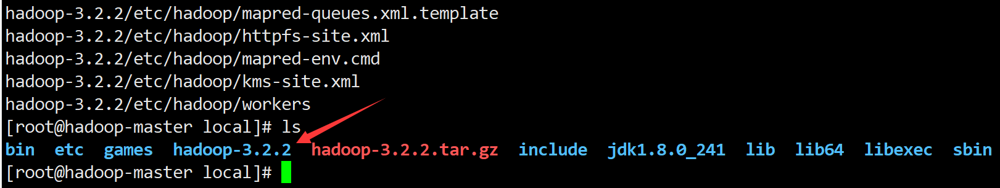 hadoop-3.2.2/etc/hadoop/mapred-queues.xml.template
hadoop-3.2.2/etc/hadoop/httpfs-site.xml
hadoop-3.2.2/etc/hadoop/mapred-env.cmd
hadoop-3.2.2/etc/hadoop/kms-site.xml
hadoop-3.2.2/etc/hadoop/workers
[root@hadoop-master local]# ls
bin  etc  games  hadoop-3.2.2  hadoop-3.2.2.tar.gz  include  jdk1.8.0_241  lib  lib64  libexec  sbin
[root@hadoop-master local]#